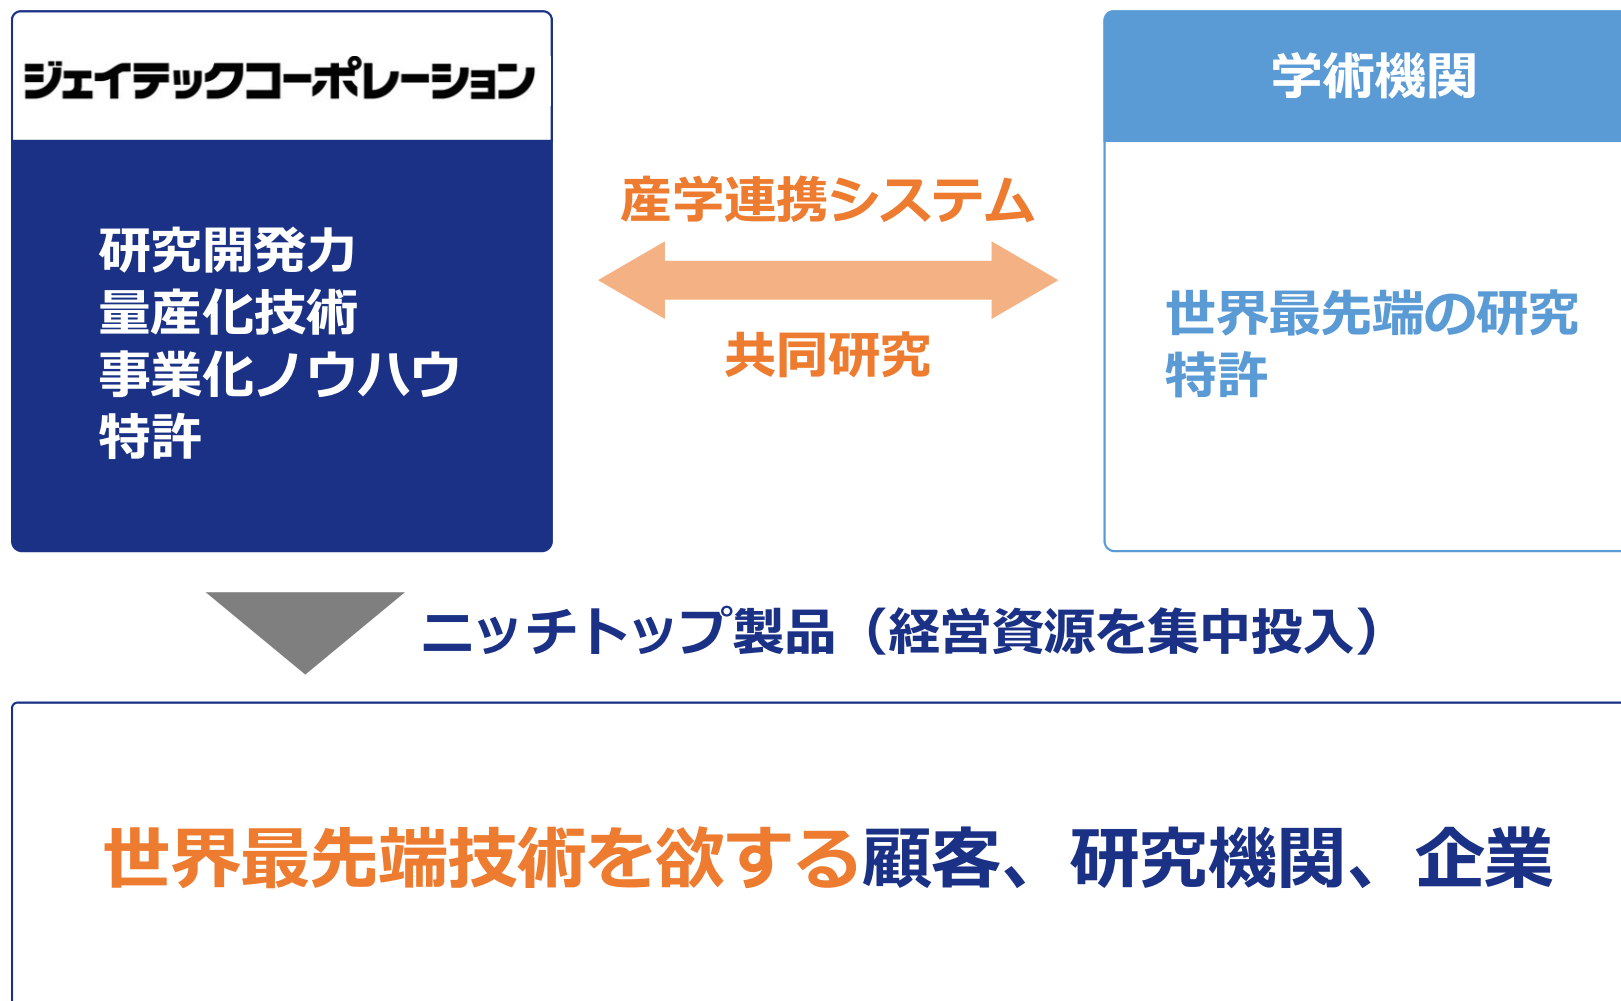 ジェイテックコーポレーション
研究開発力
量産化技術
事業化ノウハウ
特許
産学連携システム
共同研究
学術機関
世界最先端の研究
特許
ニッチトップ製品（経営資源を集中投入）
世界最先端技術を欲する顧客、研究機関、企業